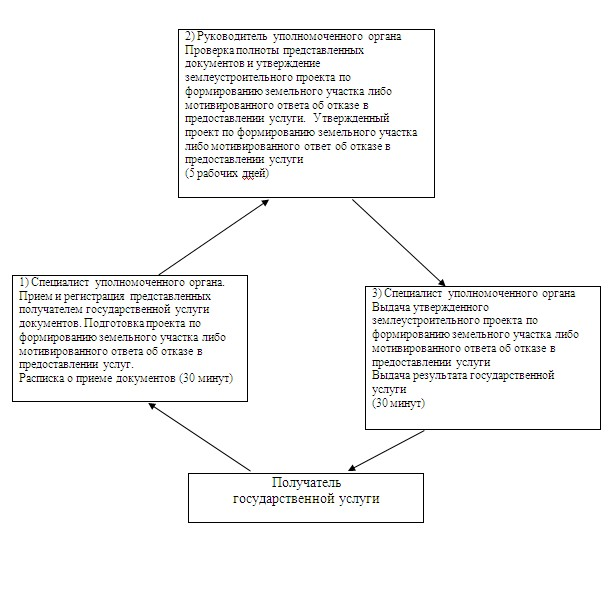 2) Руководитель уполномоченного органа
Проверка полноты представленных
документов и утверждение
землеустроительного проекта по
формированию земельного участка либо
мотивированного ответа об отказе в
предоставлении услуги. Утвержденный
проект по формированию земельного участка
либо мотивированного ответ об отказе в
предоставлении услуги
(5 рабочих дней)
1) Специалист уполномоченного органа.
Прием и регистрация представленных
получателем государственной услуги
документов. Подготовка проекта по
формированию земельного участка либо
мотивированного ответа об отказе в
предоставлении услуг.
Расписка о приеме документов (30 минут)
3) Специалист уполномоченного органа
Выдача утвержденного
землеустроительного проекта по
формированию земельного участка либо
мотивированного ответа об отказе в
предоставлении услуги
Выдача результата государственной
услуги
(30 минут)
Получатель
государственной услуги